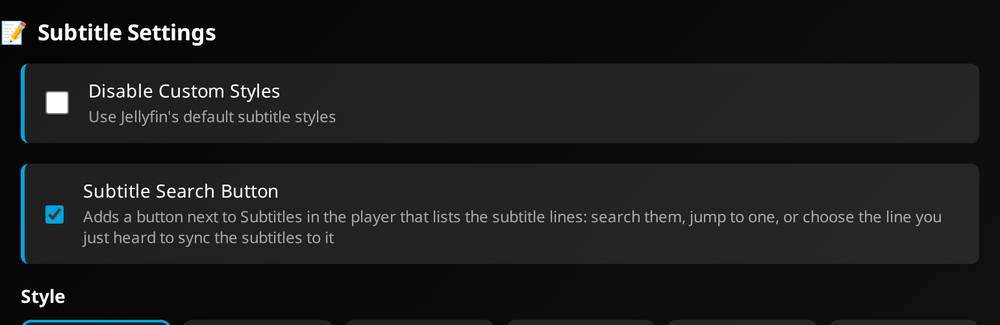 📝 Subtitle Settings
Disable Custom Styles
Use Jellyfin's default subtitle styles
Subtitle Search Button
Adds a button next to Subtitles in the player that lists the subtitle lines: search them, jump to one, or choose the line you
just heard to sync the subtitles to it
Style